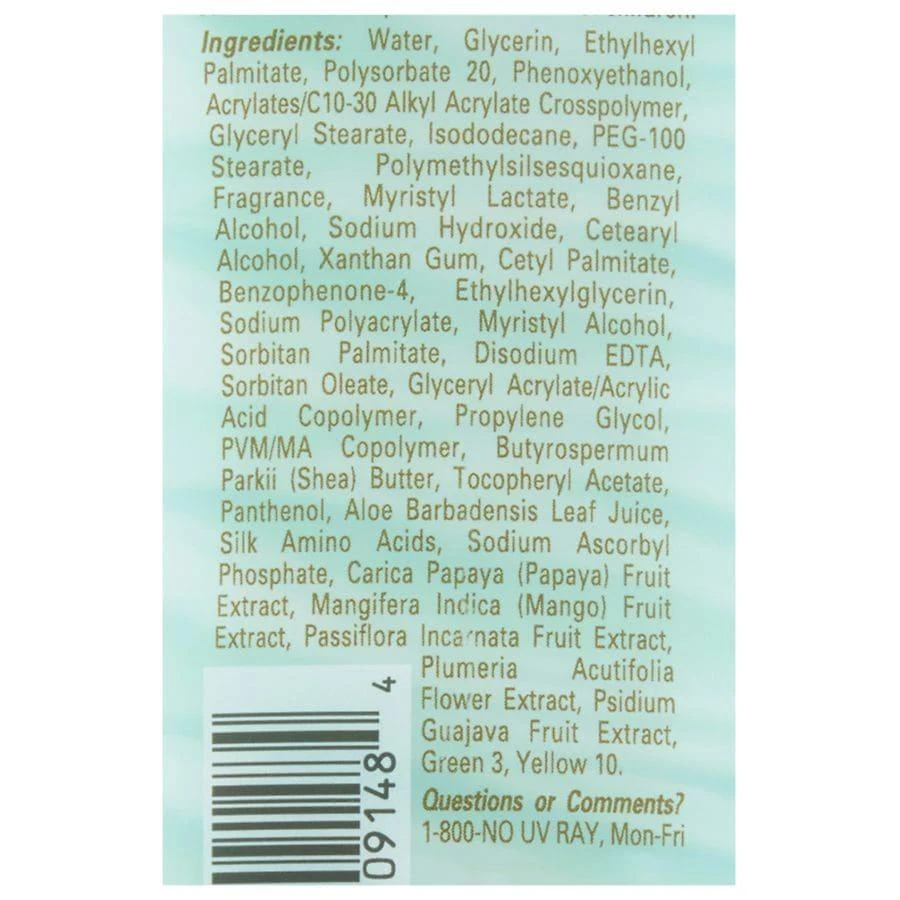 Ingredients: Water, Glycerin, Ethylhexyl
Palmitate, Polysorbate 20, Phenoxyethanol,
Acrylates/C10-30 Alkyl Acrylate Crosspolymer,
Glyceryl Stearate, Isododecane, PEG-100
Stearate, Polymethylsilsesquioxane,
Fragrance, Myristyl Lactate, Benzyl
Alcohol, Sodium Hydroxide, Cetearyl
Alcohol, Xanthan Gum, Cetyl Palmitate,
Benzophenone-4, Ethylhexylglycerin,
Sodium Polyacrylate, Myristyl Alcohol,
Sorbitan Palmitate, Disodium EDTA,
Sorbitan Oleate, Glyceryl Acrylate/Acrylic
Acid Copolymer, Propylene Glycol,
PVM/MA Copolymer, Butyrospermum
Parkii (Shea) Butter, Tocopheryl Acetate,
Panthenol, Aloe Barbadensis Leaf Juice,
Silk Amino Acids, Sodium Ascorbyl
Phosphate, Carica Papaya (Papaya) Fruit
Extract, Mangifera Indica (Mango) Fruit
Extract, Passiflora Incarnata Fruit Extract,
Plumeria Acutifolia
Flower Extract, Psidium
Guajava Fruit Extract,
Green 3, Yellow 10.
Questions or Comments?
1-800-NO UV RAY, Mon-Fri
09148 4